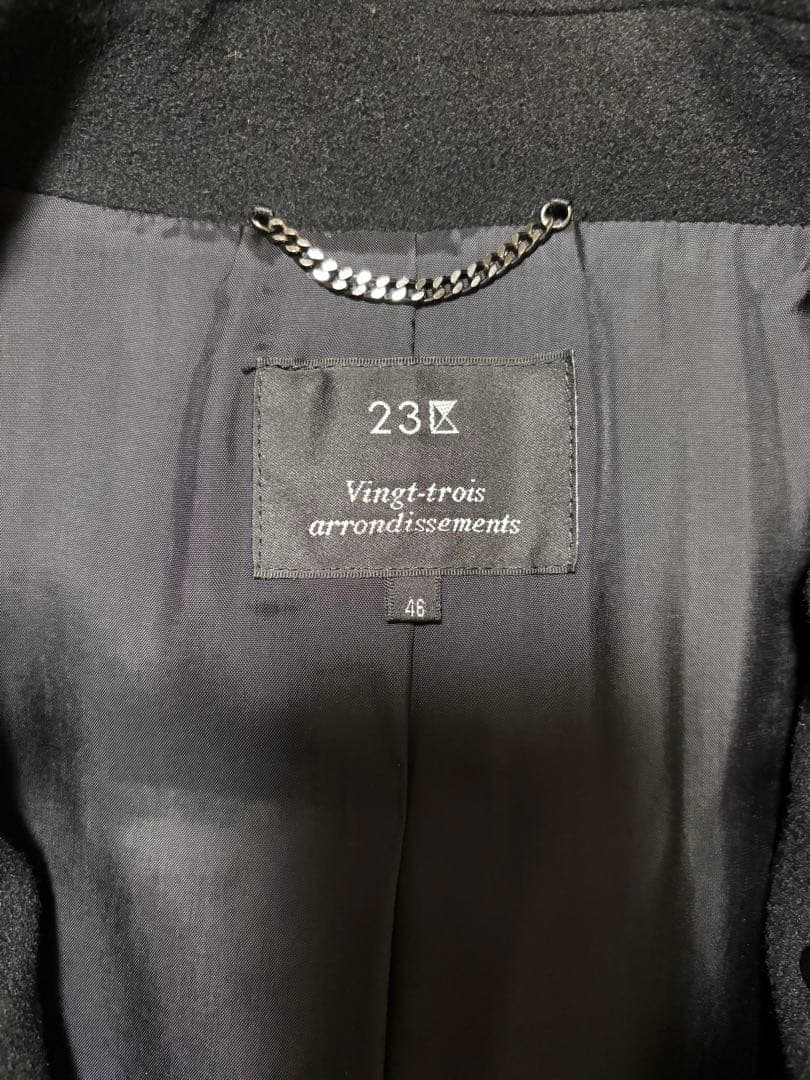 23区
Vingt-trois
arrondissements
46